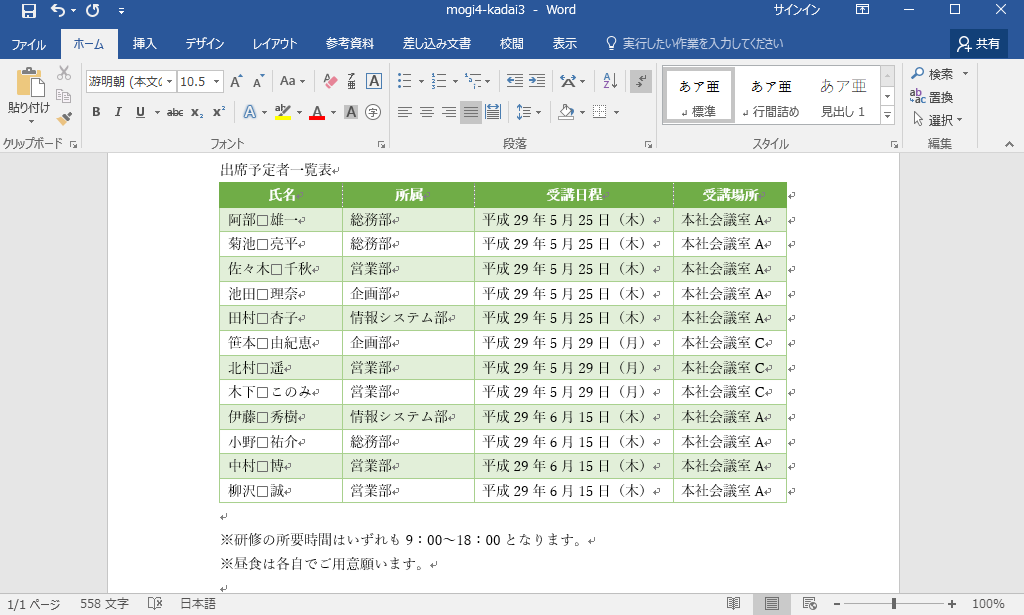 mogi4-kadai3 - Word サインイン
ファイル ホーム 挿入 デザイン レイアウト 参考資料 差し込み文書 校閲 表示 実行したい作業を入力してください 共有
游明朝 (本文の 10.5 A A Aa ア亜 A
貼り付け
B I U abc x₂ x² A ab A A 字
あア亜 あア亜 あア亜
標準 行間詰め 見出し 1
検索
置換
選択
クリップボード フォント 段落 スタイル 編集
出席予定者一覧表
氏名 所属 受講日程 受講場所
阿部□雄一 総務部 平成 29 年 5 月 25 日（木） 本社会議室 A
菊池□亮平 総務部 平成 29 年 5 月 25 日（木） 本社会議室 A
佐々木□千秋 営業部 平成 29 年 5 月 25 日（木） 本社会議室 A
池田□理奈 企画部 平成 29 年 5 月 25 日（木） 本社会議室 A
田村□杏子 情報システム部 平成 29 年 5 月 25 日（木） 本社会議室 A
笹本□由紀恵 企画部 平成 29 年 5 月 29 日（月） 本社会議室 C
北村□遥 営業部 平成 29 年 5 月 29 日（月） 本社会議室 C
木下□このみ 営業部 平成 29 年 5 月 29 日（月） 本社会議室 C
伊藤□秀樹 情報システム部 平成 29 年 6 月 15 日（木） 本社会議室 A
小野□祐介 総務部 平成 29 年 6 月 15 日（木） 本社会議室 A
中村□博 営業部 平成 29 年 6 月 15 日（木） 本社会議室 A
柳沢□誠 営業部 平成 29 年 6 月 15 日（木） 本社会議室 A
※研修の所要時間はいずれも 9：00～18：00 となります。
※昼食は各自でご用意願います。
1/1 ページ 558 文字 日本語 100%